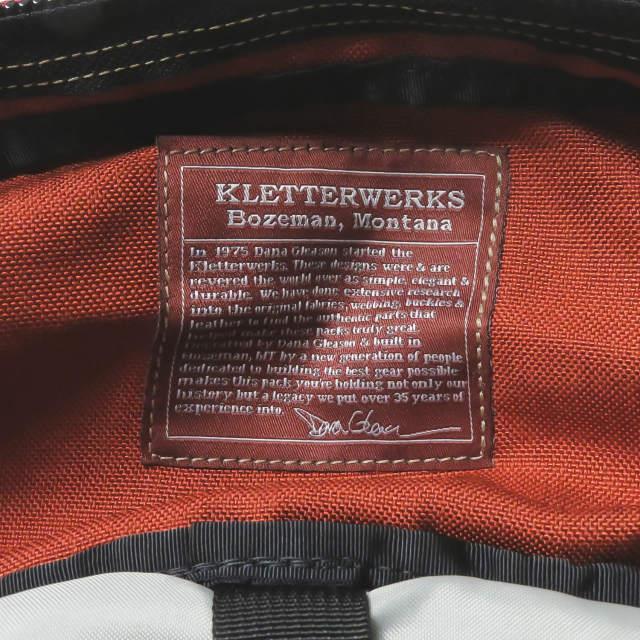 KLETTERWERKS
Bozeman, Montana
In 1975 Dana Gleason started the
Kletterwerks. These designs were & are
revered the world over as simple, elegant &
durable. We have done extensive research
into the original fabrics, webbing, buckles &
leather to find the authentic parts that
these packs truly great.
by Dana Gleason & built in
Bozeman, MT by a new generation of people
dedicated to building the best gear possible
makes this pack you're holding not only our
history but a legacy we put over 35 years of
experience into.
Dana Gleason